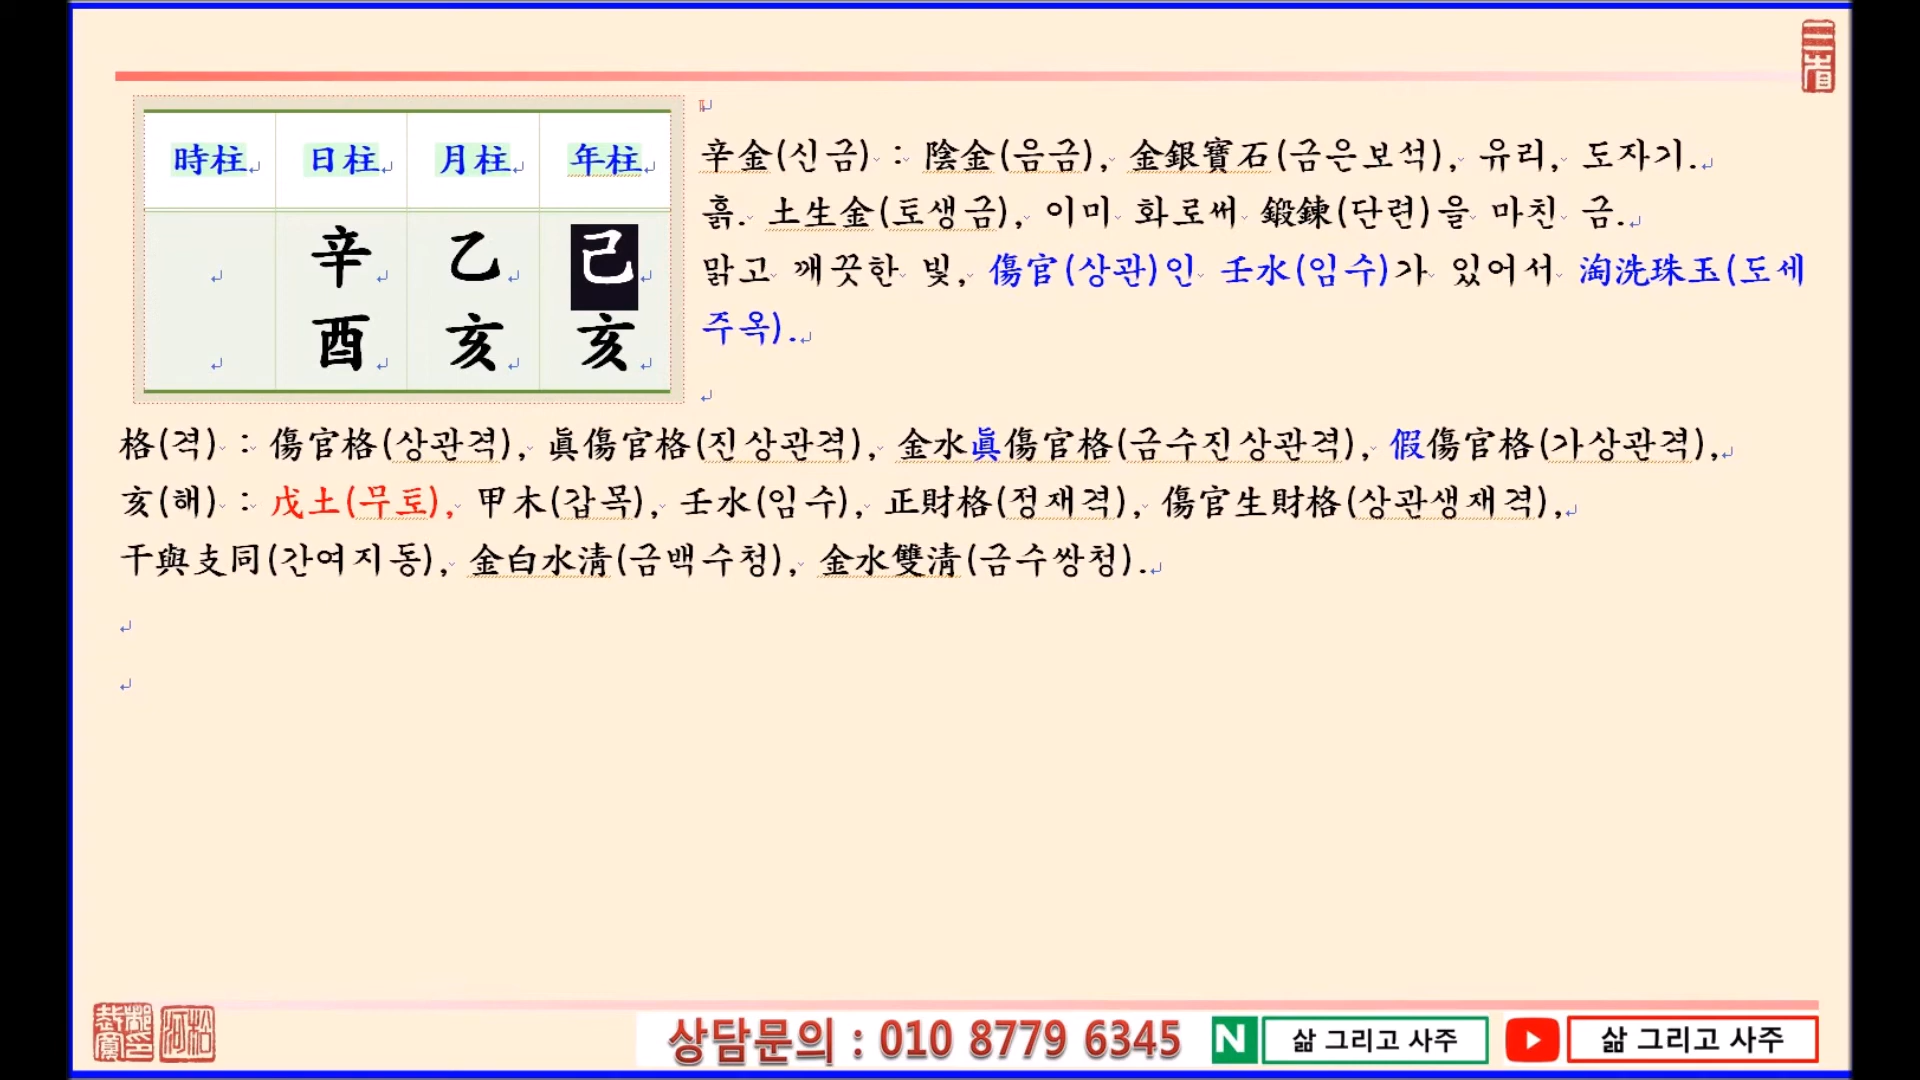 時柱 日柱 月柱 年柱
辛 乙 己
酉 亥 亥
辛金(신금) : 陰金(음금), 金銀寶石(금은보석), 유리, 도자기.
흙. 土生金(토생금), 이미 화로써 鍛鍊(단련)을 마친 금.
맑고 깨끗한 빛, 傷官(상관)인 壬水(임수)가 있어서 淘洗珠玉(도세
주옥).
格(격) : 傷官格(상관격), 眞傷官格(진상관격), 金水眞傷官格(금수진상관격), 假傷官格(가상관격),
亥(해) : 戊土(무토), 甲木(갑목), 壬水(임수), 正財格(정재격), 傷官生財格(상관생재격),
干與支同(간여지동), 金白水淸(금백수청), 金水雙淸(금수쌍청).
상담문의 : 010 8779 6345
N 삶 그리고 사주
삶 그리고 사주